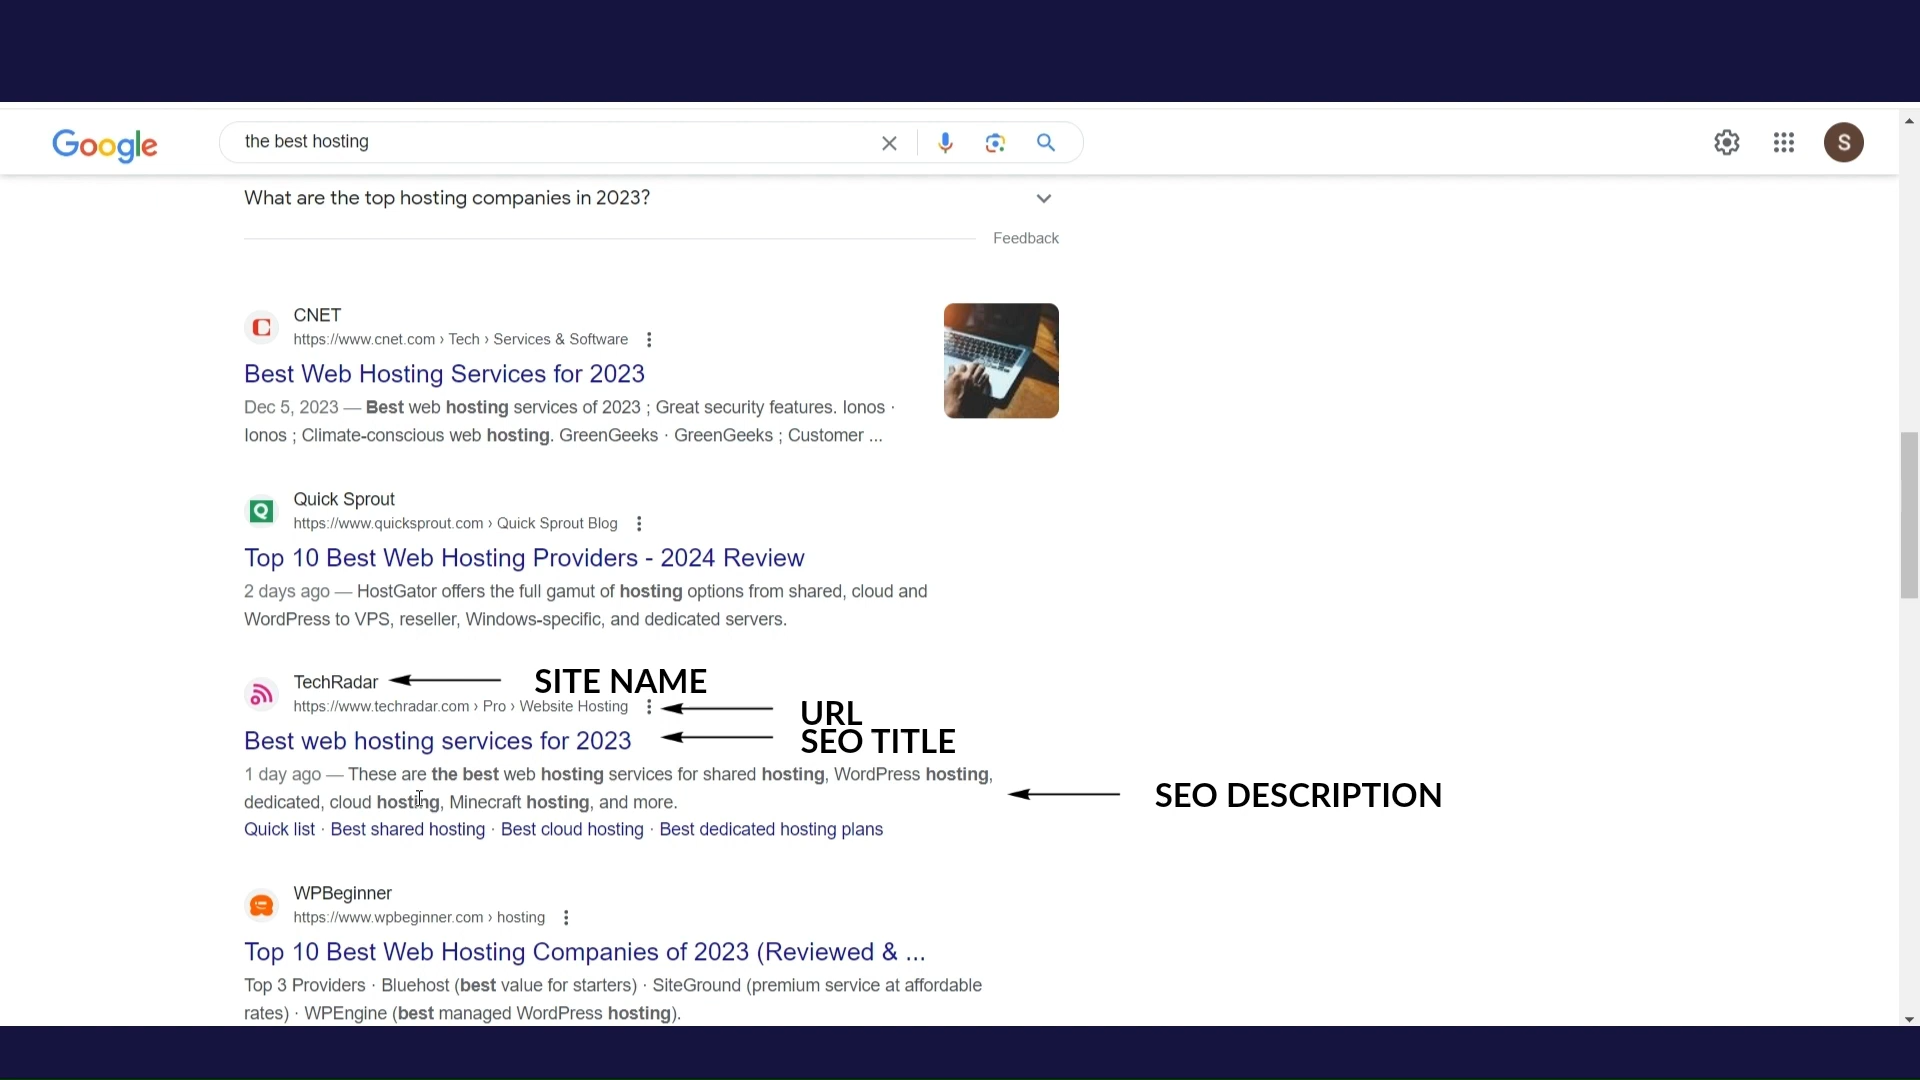 Google
the best hosting
S
What are the top hosting companies in 2023?
Feedback
CNET
https://www.cnet.com › Tech › Services & Software
Best Web Hosting Services for 2023
Dec 5, 2023 — Best web hosting services of 2023 ; Great security features. Ionos ·
Ionos ; Climate-conscious web hosting. GreenGeeks · GreenGeeks ; Customer ...
Quick Sprout
https://www.quicksprout.com › Quick Sprout Blog
Top 10 Best Web Hosting Providers - 2024 Review
2 days ago — HostGator offers the full gamut of hosting options from shared, cloud and
WordPress to VPS, reseller, Windows-specific, and dedicated servers.
TechRadar SITE NAME
https://www.techradar.com › Pro › Website Hosting URL
Best web hosting services for 2023 SEO TITLE
1 day ago — These are the best web hosting services for shared hosting, WordPress hosting,
SEO DESCRIPTION
dedicated, cloud hosting, Minecraft hosting, and more.
Quick list · Best shared hosting · Best cloud hosting · Best dedicated hosting plans
WPBeginner
https://www.wpbeginner.com › hosting
Top 10 Best Web Hosting Companies of 2023 (Reviewed & ...
Top 3 Providers · Bluehost (best value for starters) · SiteGround (premium service at affordable
rates) · WPEngine (best managed WordPress hosting).